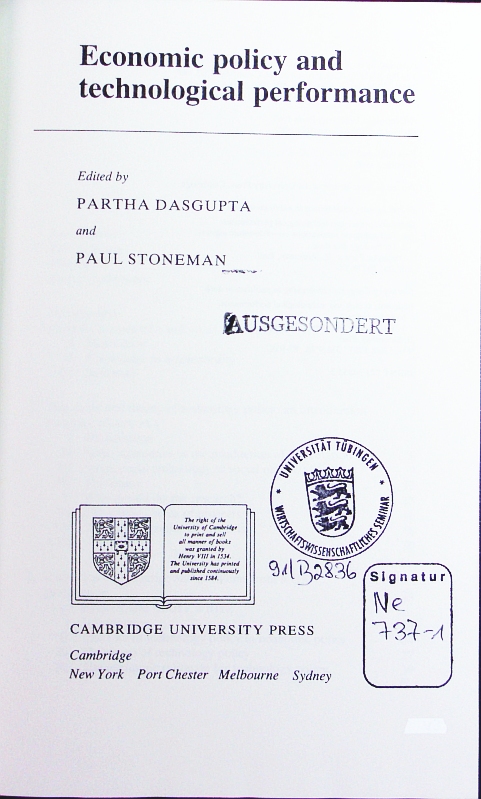 Economic policy and
technological performance
Edited by
PARTHA DASGUPTA
and
PAUL STONEMAN
AUSGESONDERT
* UNIVERSITÄT TÜBINGEN *
WIRTSCHAFTSWISSENSCHAFTLICHES SEMINAR
91/B2836
The right of the
University of Cambridge
to print and sell
all manner of books
was granted by
Henry VIII in 1534.
The University has printed
and published continuously
since 1584.
Signatur
Ne
737-1
CAMBRIDGE UNIVERSITY PRESS
Cambridge
New York Port Chester Melbourne Sydney